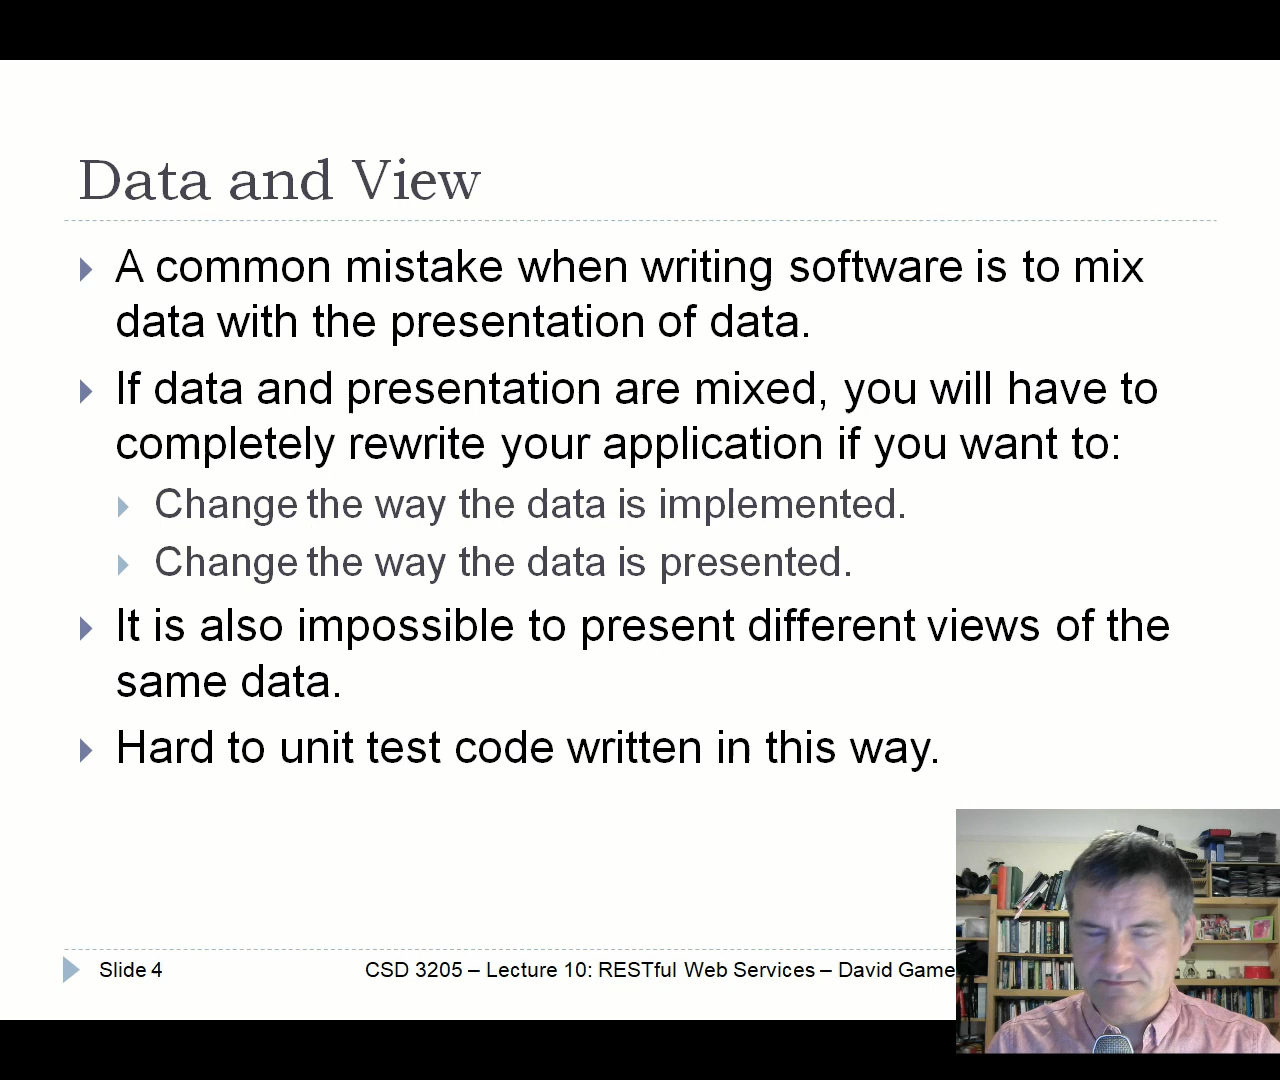 Data and View
A common mistake when writing software is to mix
data with the presentation of data.
If data and presentation are mixed, you will have to
completely rewrite your application if you want to:
Change the way the data is implemented.
Change the way the data is presented.
It is also impossible to present different views of the
same data.
Hard to unit test code written in this way.
Slide 4
CSD 3205 – Lecture 10: RESTful Web Services – David Game